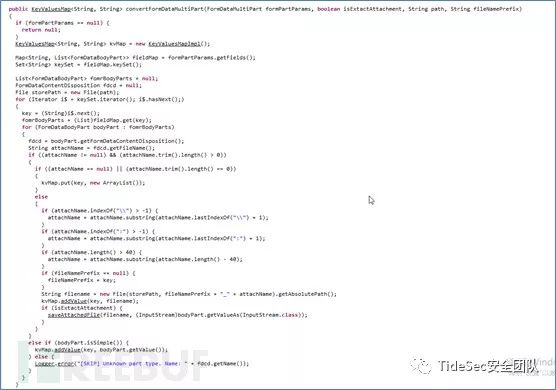 public KeyValuesMap<String, String> convertFormDataMultiPart(FormDataMultiPart formPartParams, boolean isExtactAttachment, String path, String fileNamePrefix)
{
if (formPartParams == null) {
return null;
}
KeyValuesMap<String, String> kvMap = new KeyValuesMapImpl();
Map<String, List<FormDataBodyPart>> fieldMap = formPartParams.getFields();
Set<String> keySet = fieldMap.keySet();
List<FormDataBodyPart> fomrBodyParts = null;
FormDataContentDisposition fdcd = null;
File storePath = new File(path);
for (Iterator i$ = keySet.iterator(); i$.hasNext();)
{
key = (String)i$.next();
fomrBodyParts = (List)fieldMap.get(key);
for (FormDataBodyPart bodyPart : fomrBodyParts)
{
fdcd = bodyPart.getFormDataContentDisposition();
String attachName = fdcd.getFileName();
if ((attachName != null) && (attachName.trim().length() > 0))
{
if ((attachName == null) || (attachName.trim().length() == 0))
{
kvMap.put(key, new ArrayList());
}
else
{
if (attachName.indexOf("\\") > -1) {
attachName = attachName.substring(attachName.lastIndexOf("\\") + 1);
}
if (attachName.indexOf(":") > -1) {
attachName = attachName.substring(attachName.lastIndexOf(":") + 1);
}
if (attachName.length() > 40) {
attachName = attachName.substring(attachName.length() - 40);
}
if (fileNamePrefix == null) {
fileNamePrefix = key;
}
String filename = new File(storePath, fileNamePrefix + "_" + attachName).getAbsolutePath();
kvMap.addValue(key, filename);
if (isExtactAttachment) {
saveAttachedFile(filename, (InputStream)bodyPart.getValueAs(InputStream.class));
}
}
}
else if (bodyPart.isSimple()) {
kvMap.addValue(key, bodyPart.getValue());
} else {
Logger.error("[SKIP] Unknown part type. Name: " + fdcd.getName());
}
}
}
REEBUF
TideSec安全团队